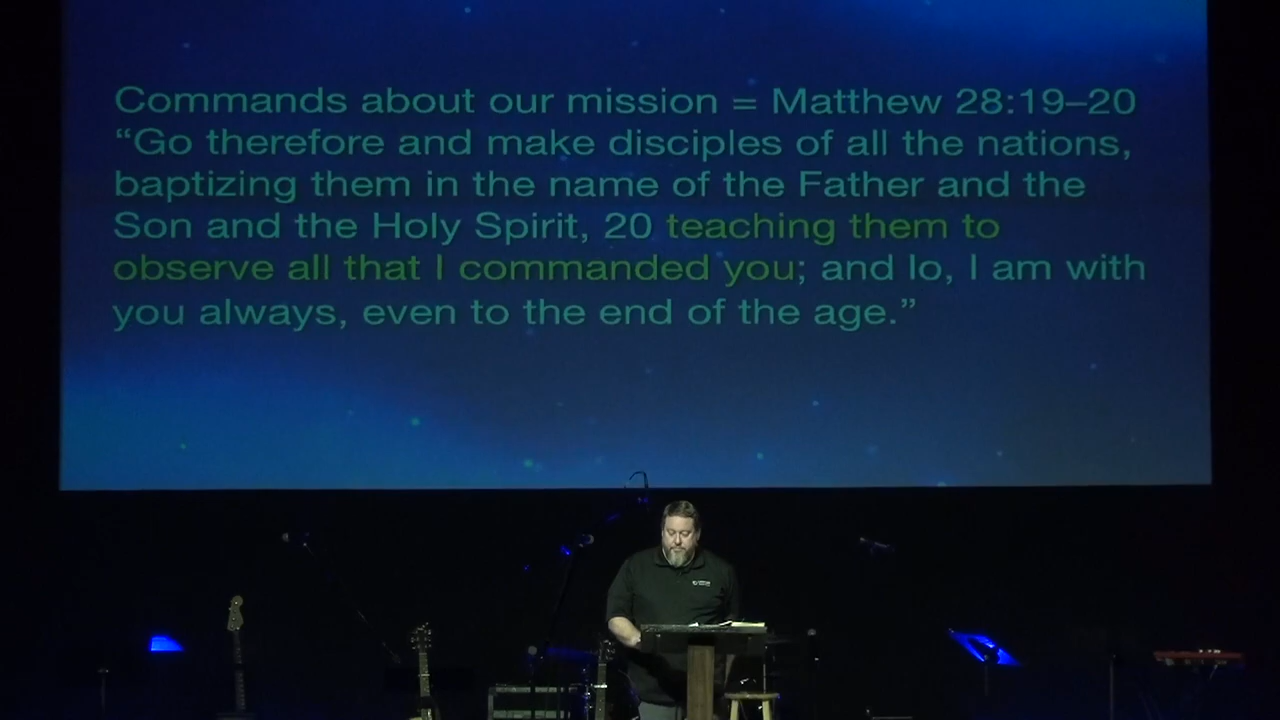 Commands about our mission = Matthew 28:19–20
“Go therefore and make disciples of all the nations,
baptizing them in the name of the Father and the
Son and the Holy Spirit, 20 teaching them to
observe all that I commanded you; and lo, I am with
you always, even to the end of the age.”